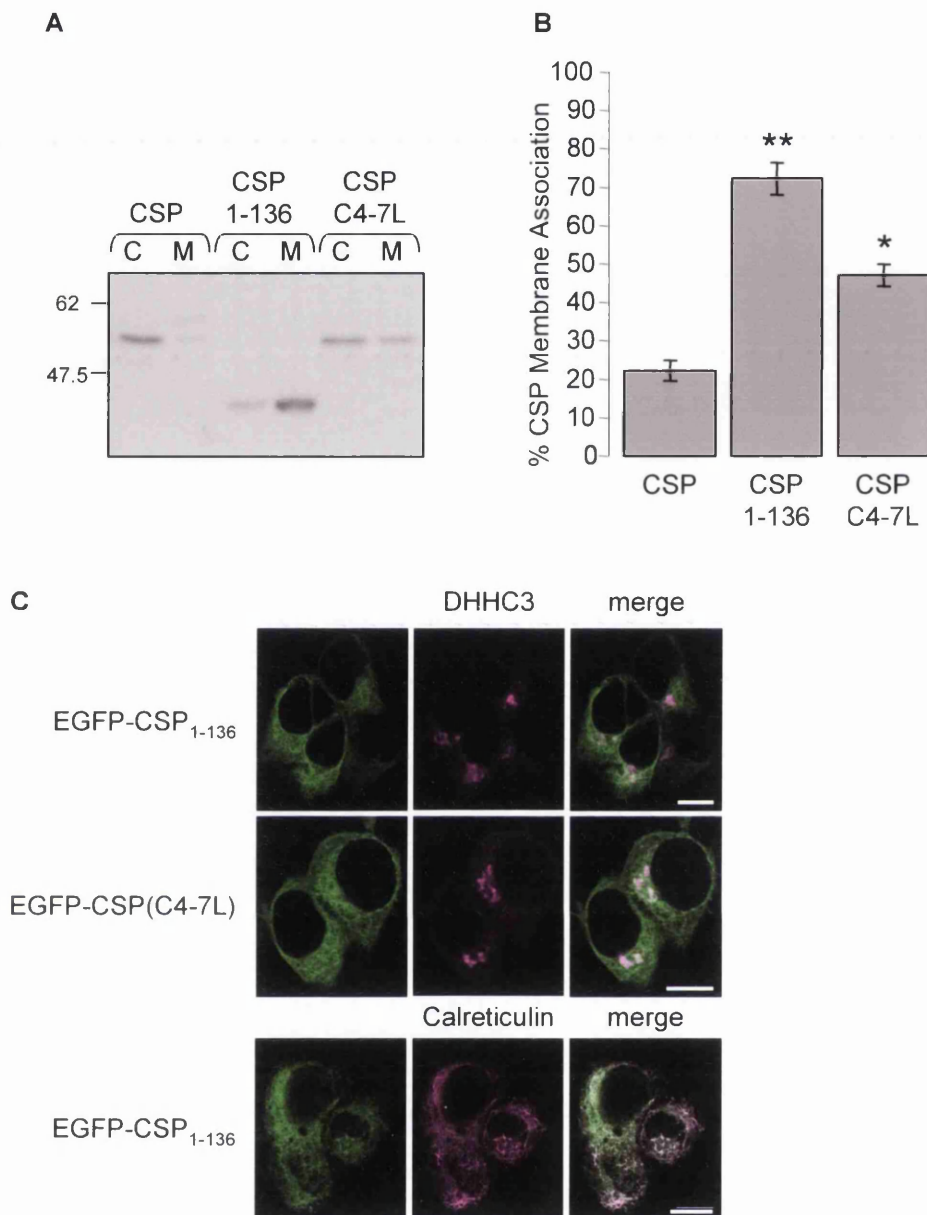 A
CSP
CSP
1-136
CSP
C4-7L
C M C M C M
62
47.5
B
% CSP Membrane Association
100
90
80
70
60
50
40
30
20
10
0
**
*
CSP
CSP
1-136
CSP
C4-7L
C
DHHC3 merge
EGFP-CSP1-136
EGFP-CSP(C4-7L)
Calreticulin merge
EGFP-CSP1-136